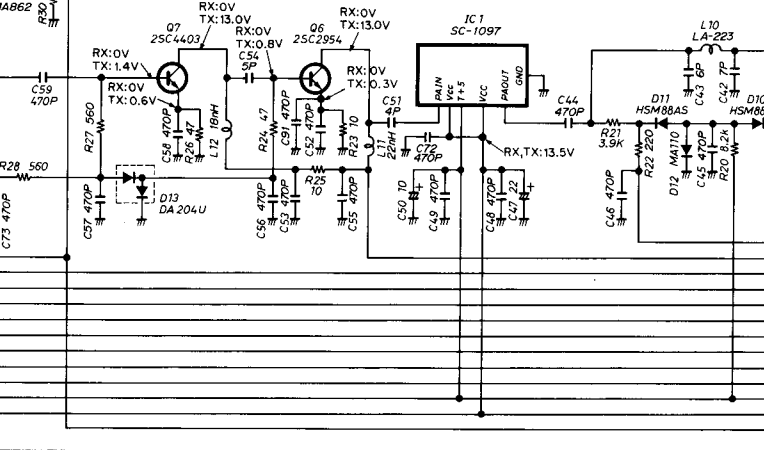 MA862
R30
Q7
2SC4403
RX:0V
TX:13.0V
RX:0V
TX:0.8V
C54
5P
Q6
2SC2954
RX:0V
TX:13.0V
IC1
SC-1097
L10
LA-223
RX:0V
TX:1.4V
RX:0V
TX:0.6V
RX:0V
TX:0.3V
C59
470P
R27 560
C58 470P
R26 47
L12 18nH
R24 47
C91 470P
C52 470P
R23 10
L11 22nH
C51
4P
PAIN
Vcc
T+5
VCC
PAOUT
GND
C44
470P
C43 6P
C42 7P
D11
HSM88AS
D10
HSM88
R21
3.9K
R22 220
D12 MA110
C45 470P
R20 8.2K
C72
470P
RX,TX:13.5V
R28 560
C73 470P
C57 470P
D13
DA204U
C56 470P
C53 470P
R25
10
C55 470P
C50 10
+
C49 470P
C48 470P
C47 22
+
C46 470P